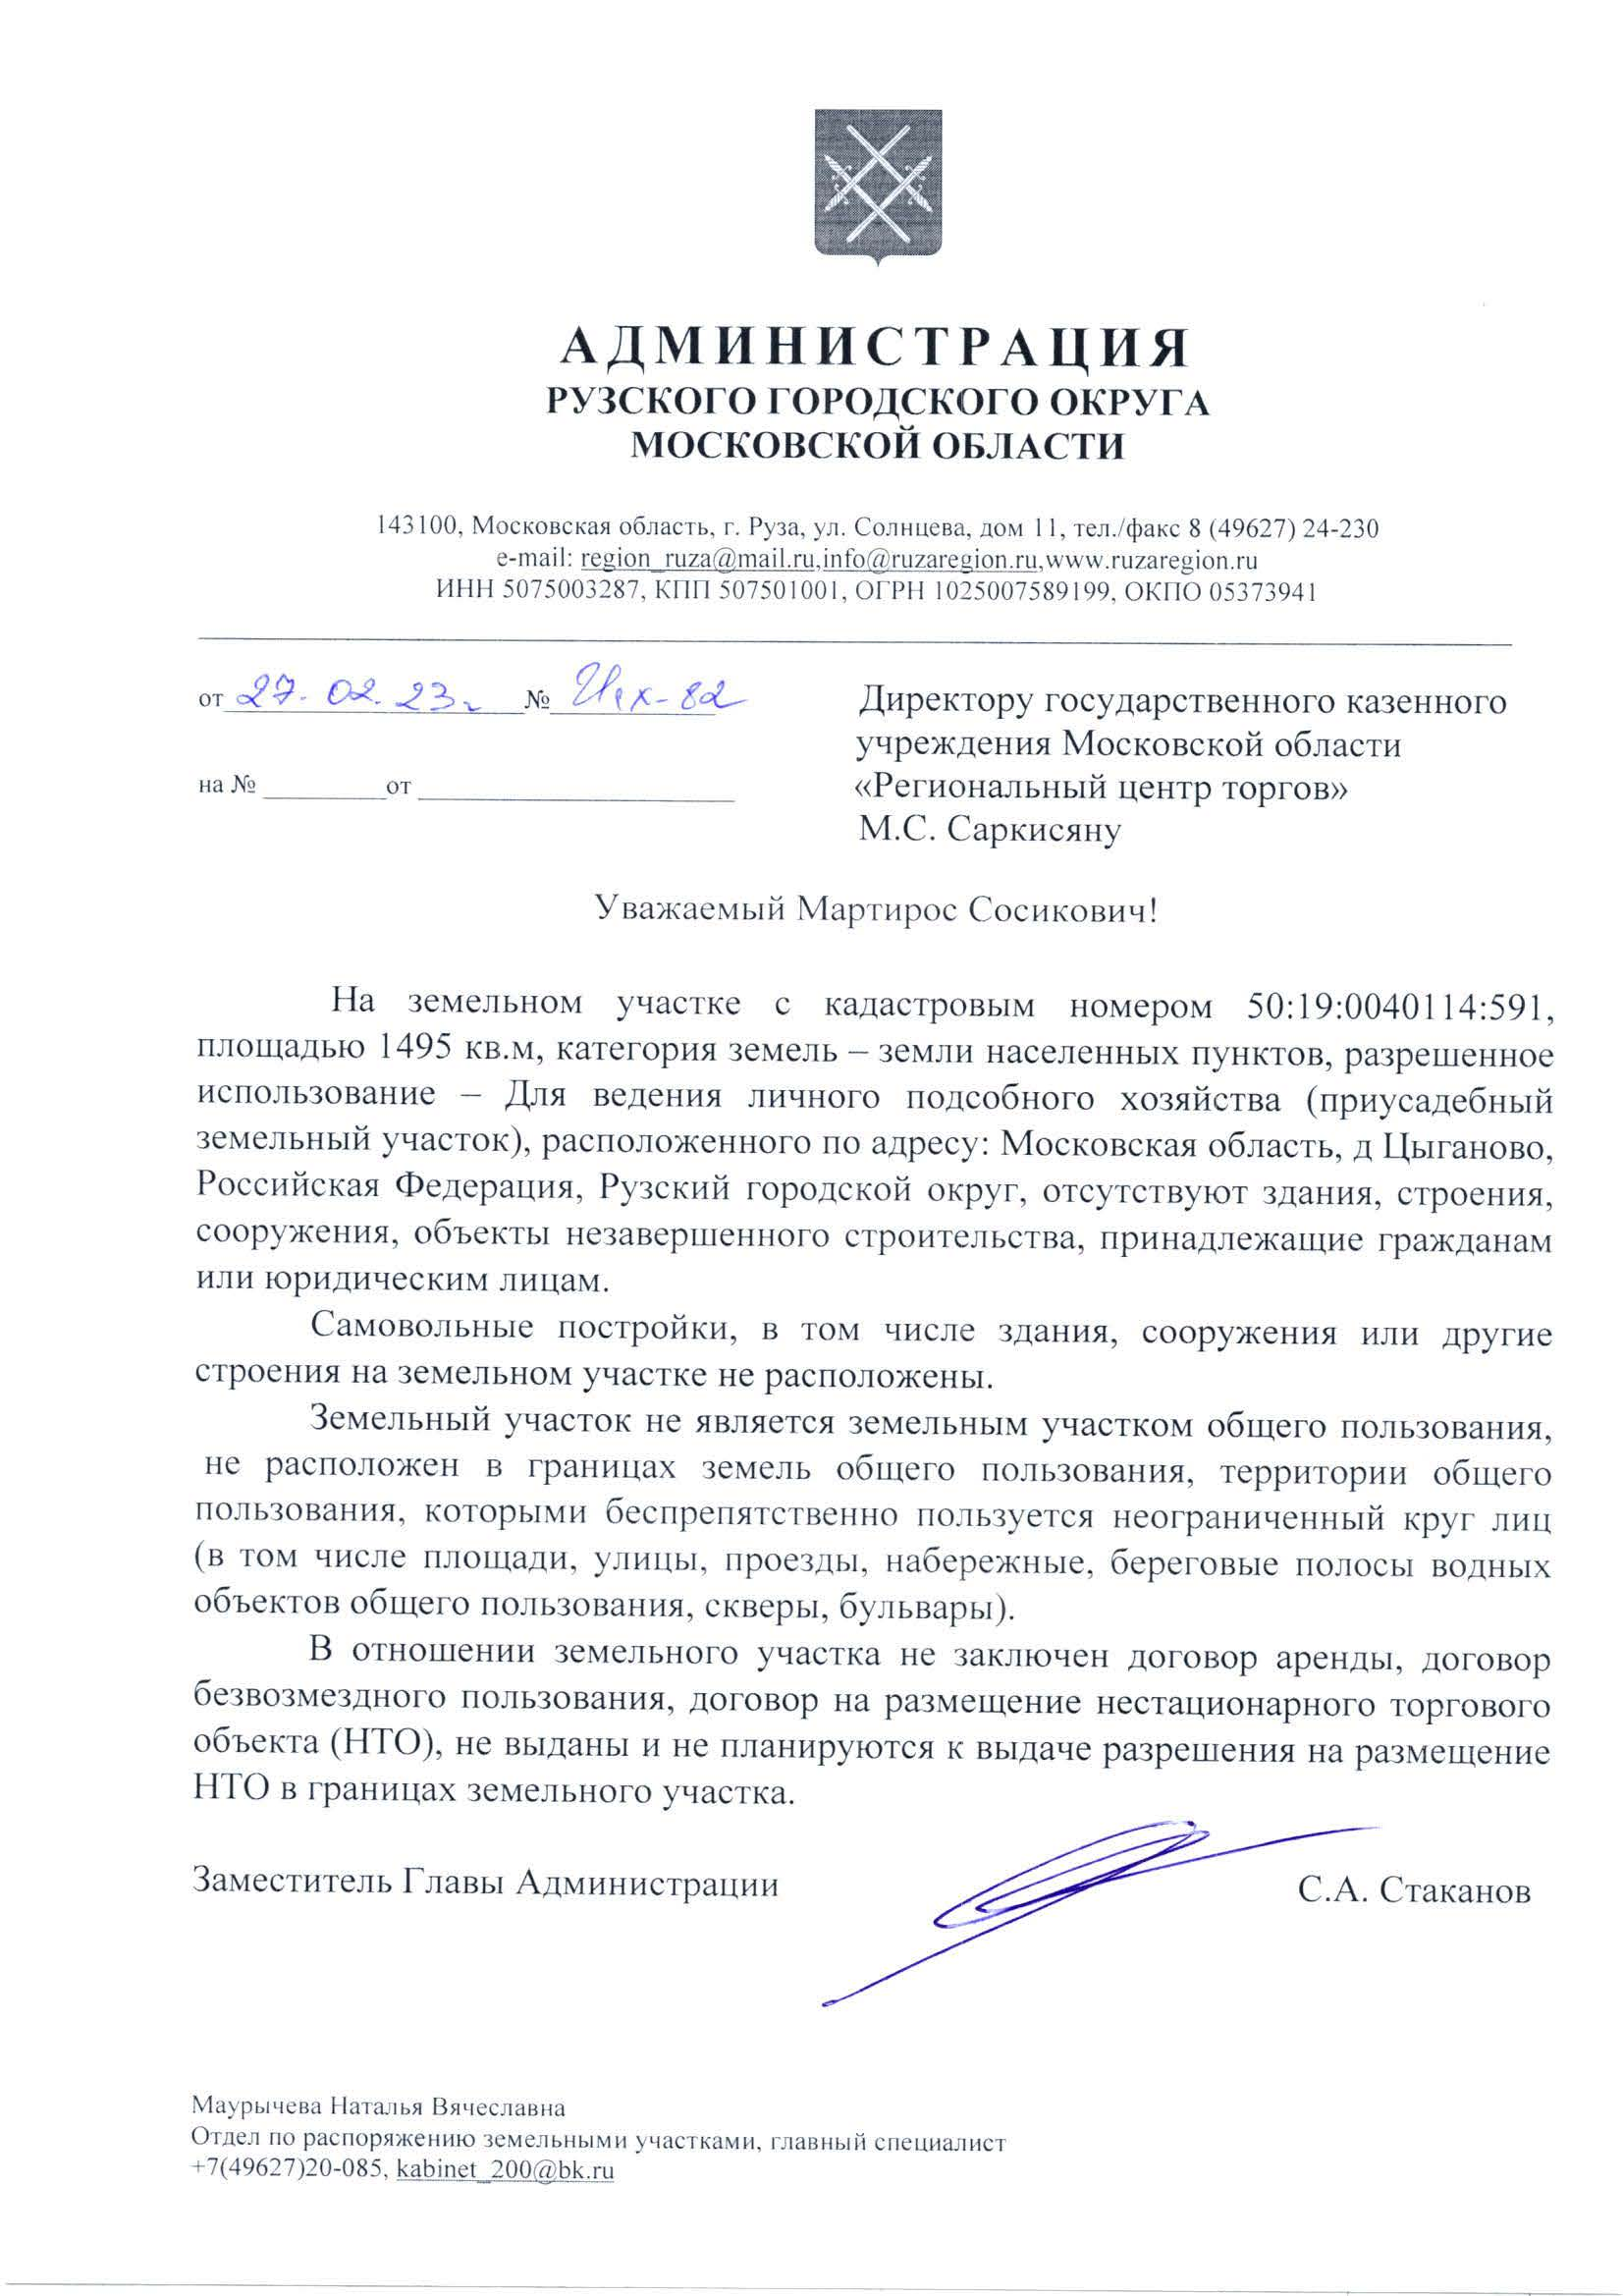 АДМИНИСТРАЦИЯ
РУЗСКОГО ГОРОДСКОГО ОКРУГА
МОСКОВСКОЙ ОБЛАСТИ
143100, Московская область, г. Руза, ул. Солнцева, дом 11, тел./факс 8 (49627) 24-230
e-mail: region_ruza@mail.ru,info@ruzaregion.ru,www.ruzaregion.ru
ИНН 5075003287, КПП 507501001, ОГРН 1025007589199, ОКПО 05373941
от 27.02.23г № Исх-82
на № __________ от ______________________
Директору государственного казенного
учреждения Московской области
«Региональный центр торгов»
М.С. Саркисяну
Уважаемый Мартирос Сосикович!
На земельном участке с кадастровым номером 50:19:0040114:591,
площадью 1495 кв.м, категория земель – земли населенных пунктов, разрешенное
использование – Для ведения личного подсобного хозяйства (приусадебный
земельный участок), расположенного по адресу: Московская область, д Цыганово,
Российская Федерация, Рузский городской округ, отсутствуют здания, строения,
сооружения, объекты незавершенного строительства, принадлежащие гражданам
или юридическим лицам.
Самовольные постройки, в том числе здания, сооружения или другие
строения на земельном участке не расположены.
Земельный участок не является земельным участком общего пользования,
не расположен в границах земель общего пользования, территории общего
пользования, которыми беспрепятственно пользуется неограниченный круг лиц
(в том числе площади, улицы, проезды, набережные, береговые полосы водных
объектов общего пользования, скверы, бульвары).
В отношении земельного участка не заключен договор аренды, договор
безвозмездного пользования, договор на размещение нестационарного торгового
объекта (НТО), не выданы и не планируются к выдаче разрешения на размещение
НТО в границах земельного участка.
Заместитель Главы Администрации С.А. Стаканов
Маурычева Наталья Вячеславна
Отдел по распоряжению земельными участками, главный специалист
+7(49627)20-085, kabinet_200@bk.ru